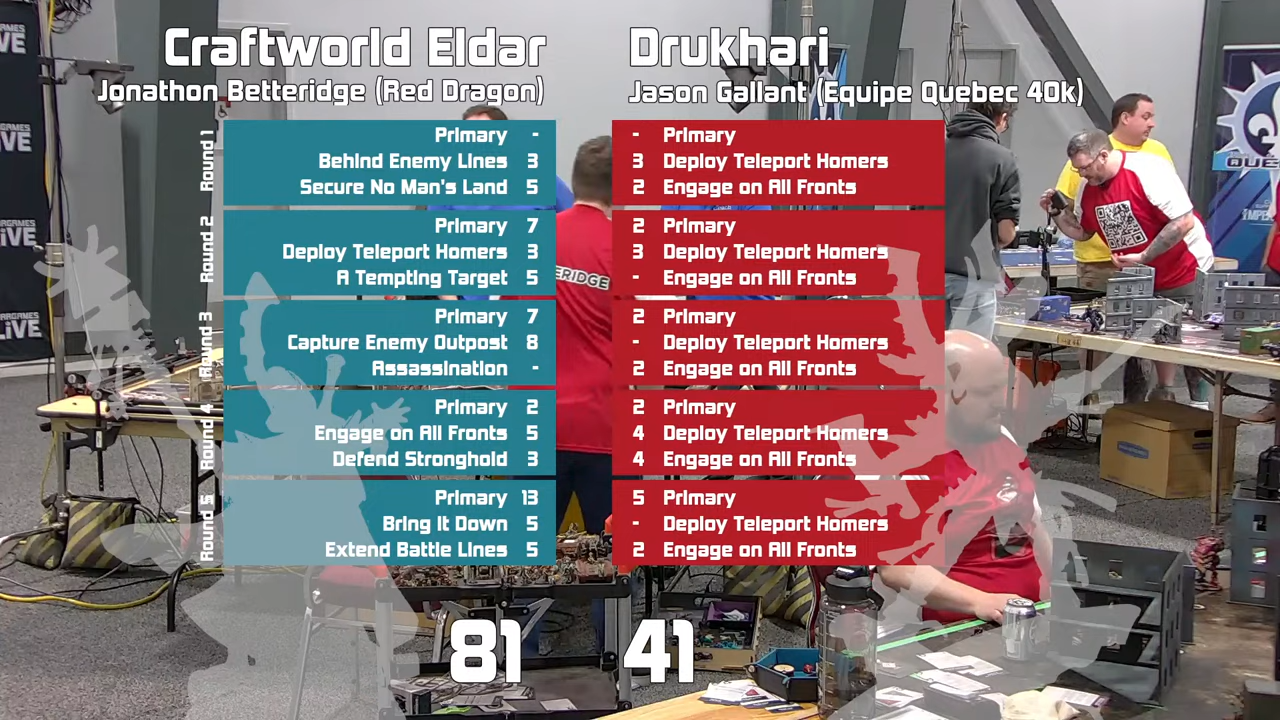 Craftworld Eldar
Jonathon Betteridge (Red Dragon)
Drukhari
Jason Gallant (Equipe Quebec 40k)
Round 1
Primary -
Behind Enemy Lines 3
Secure No Man's Land 5
- Primary
3 Deploy Teleport Homers
2 Engage on All Fronts
Round 2
Primary 7
Deploy Teleport Homers 3
A Tempting Target 5
2 Primary
3 Deploy Teleport Homers
- Engage on All Fronts
Round 3
Primary 7
Capture Enemy Outpost 8
Assassination -
2 Primary
- Deploy Teleport Homers
2 Engage on All Fronts
Round 4
Primary 2
Engage on All Fronts 5
Defend Stronghold 3
2 Primary
4 Deploy Teleport Homers
4 Engage on All Fronts
Round 5
Primary 13
Bring It Down 5
Extend Battle Lines 5
5 Primary
- Deploy Teleport Homers
2 Engage on All Fronts
81
41
ERIDGE